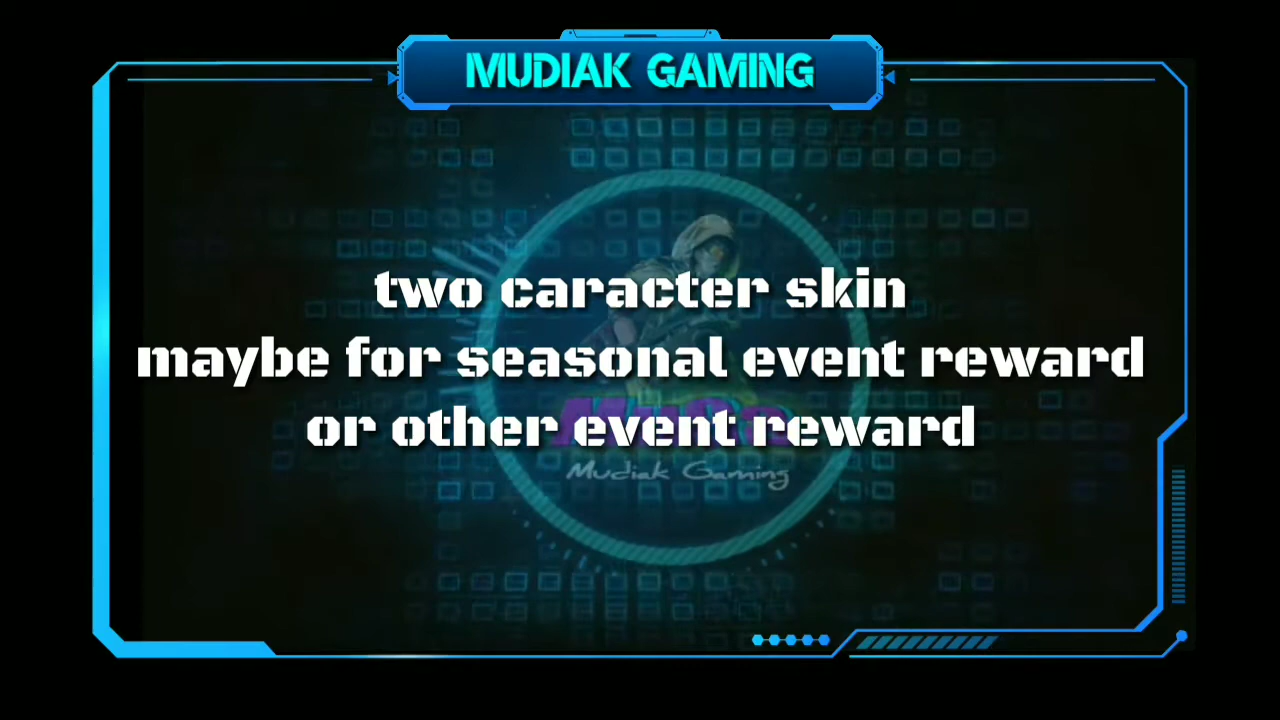 MUDIAK GAMING
two caracter skin
maybe for seasonal event reward
or other event reward
Mudiak Gaming